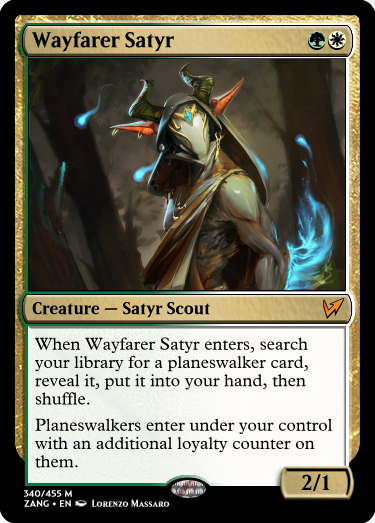 Wayfarer Satyr
Creature — Satyr Scout
When Wayfarer Satyr enters, search
your library for a planeswalker card,
reveal it, put it into your hand, then
shuffle.
Planeswalkers enter under your control
with an additional loyalty counter on
them.
2/1
340/455 M
ZANG • EN Lorenzo Massaro